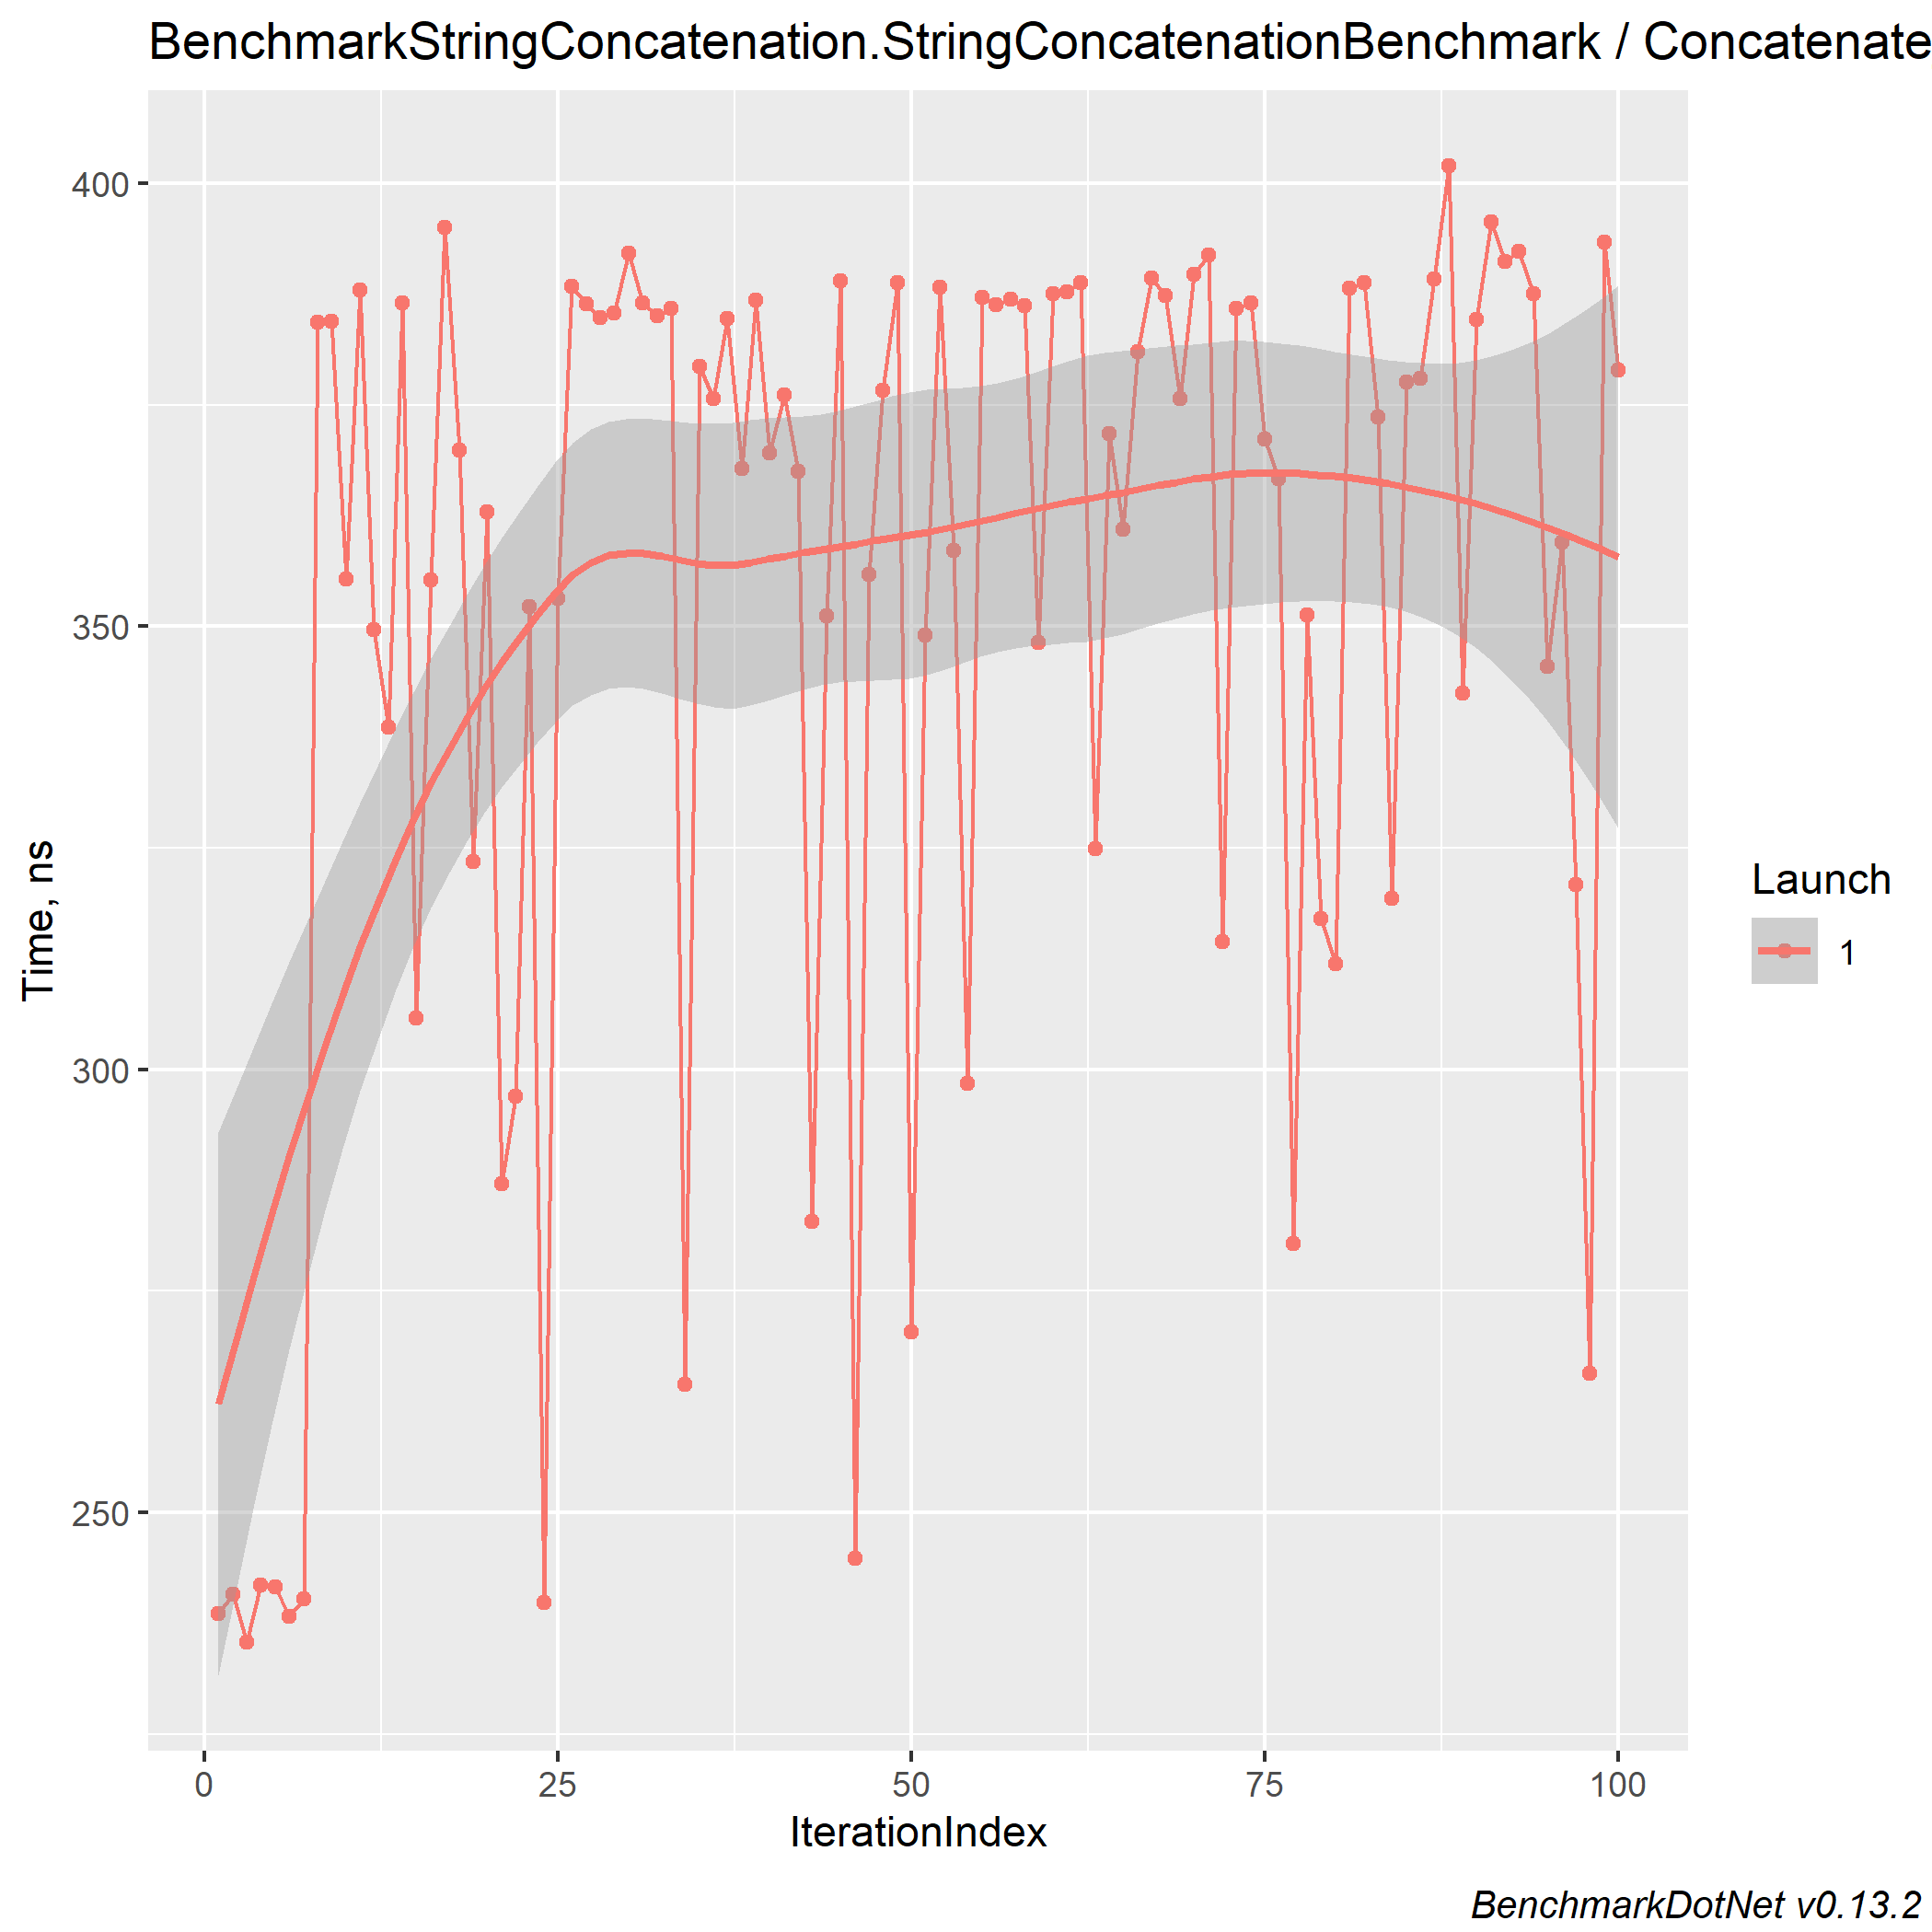 BenchmarkStringConcatenation.StringConcatenationBenchmark / Concatenate
400
350
300
250
Time, ns
0 25 50 75 100
IterationIndex
Launch
1
BenchmarkDotNet v0.13.2